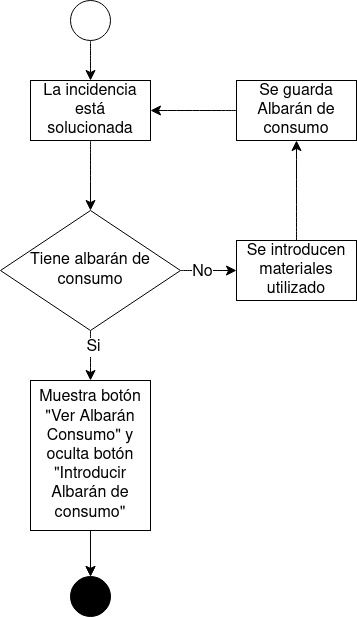 La incidencia
está
solucionada
Se guarda
Albarán de
consumo
Tiene albarán de
consumo
No
Se introducen
materiales
utilizado
Si
Muestra botón
"Ver Albarán
Consumo" y
oculta botón
"Introducir
Albarán de
consumo"